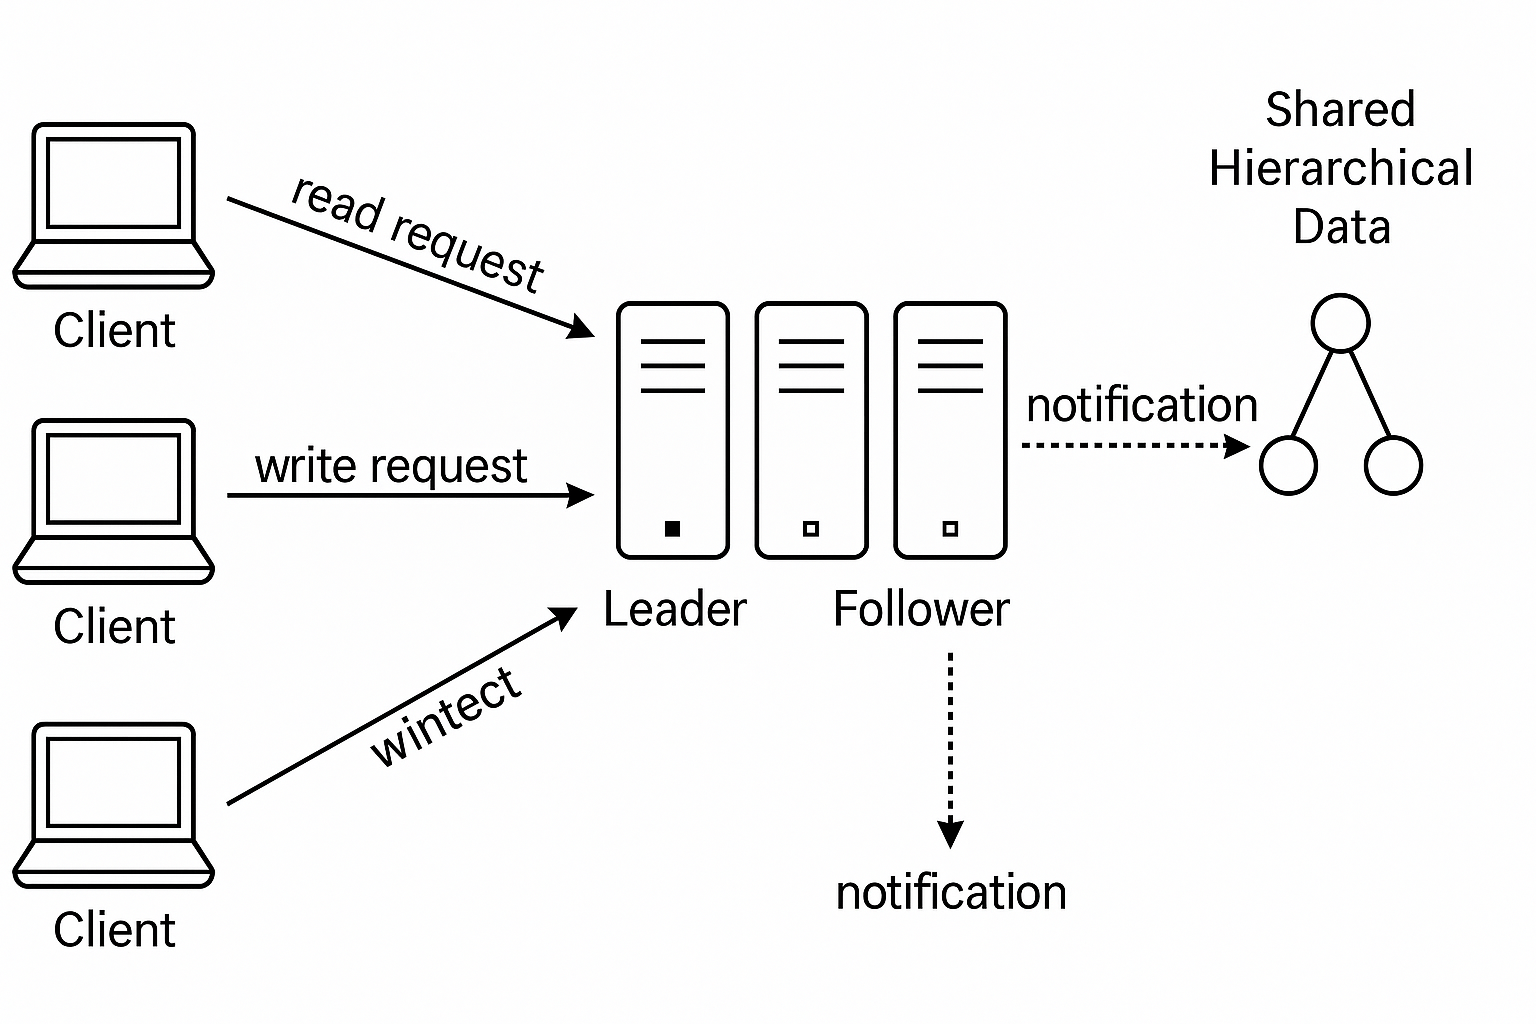 Shared
Hierarchical
Data
read request
Client
notification
write request
Leader
Follower
Client
wintect
notification
Client